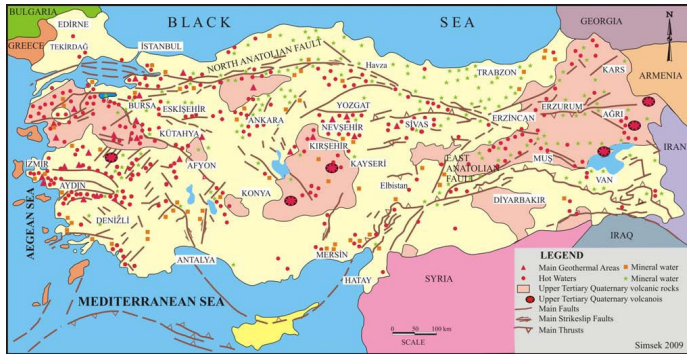 BULGARIA
BLACK SEA
GEORGIA
N
EDİRNE
GREECE
TEKİRDAĞ
İSTANBUL
NORTH ANATOLIAN FAULT
Havza
TRABZON
KARS
ARMENIA
BURSA
ESKİŞEHİR
ANKARA
YOZGAT
SİVAS
ERZİNCAN
ERZURUM
AĞRI
KÜTAHYA
NEVŞEHİR
KIRŞEHİR
KAYSERİ
EAST
ANATOLIAN
FAULT
MUŞ
IRAN
İZMİR
AFYON
VAN
AYDIN
KONYA
Elbistan
DİYARBAKIR
AEGEAN SEA
DENİZLİ
ANTALYA
MERSİN
HATAY
IRAQ
SYRIA
MEDITERRANEAN SEA
LEGEND
Main Geothermal Areas
Mineral water
Hot Waters
Mineral water
Upper Tertiary Quaternary volcanic rocks
Upper Tertiary Quaternary volcanois
Main Faults
Main Strikeslip Faults
Main Thrusts
0 50 100 km
SCALE
Simsek 2009